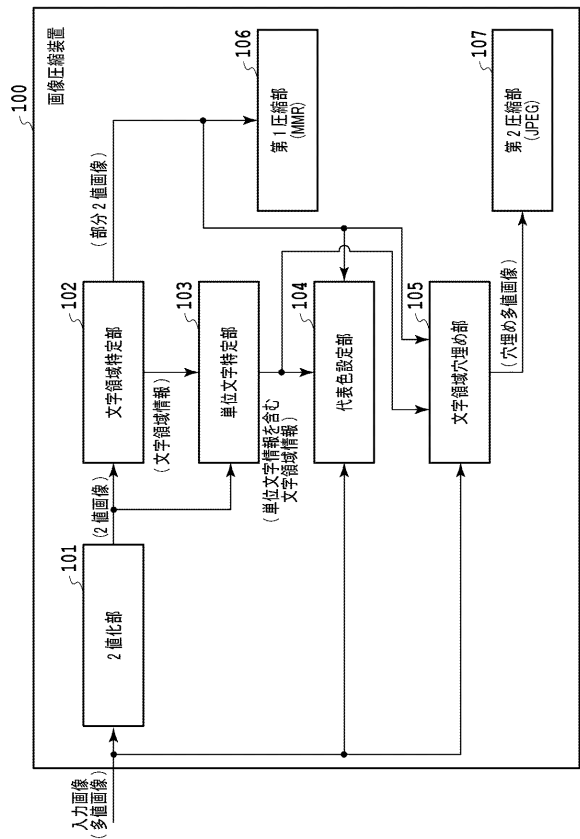 100
画像圧縮装置
入力画像
(多値画像)
101
2値化部
(2値画像)
102
文字領域特定部
(部分2値画像)
(文字領域情報)
103
単位文字特定部
(単位文字情報を含む
文字領域情報)
104
代表色設定部
105
文字領域穴埋め部
(穴埋め多値画像)
106
第1圧縮部
(MMR)
107
第2圧縮部
(JPEG)